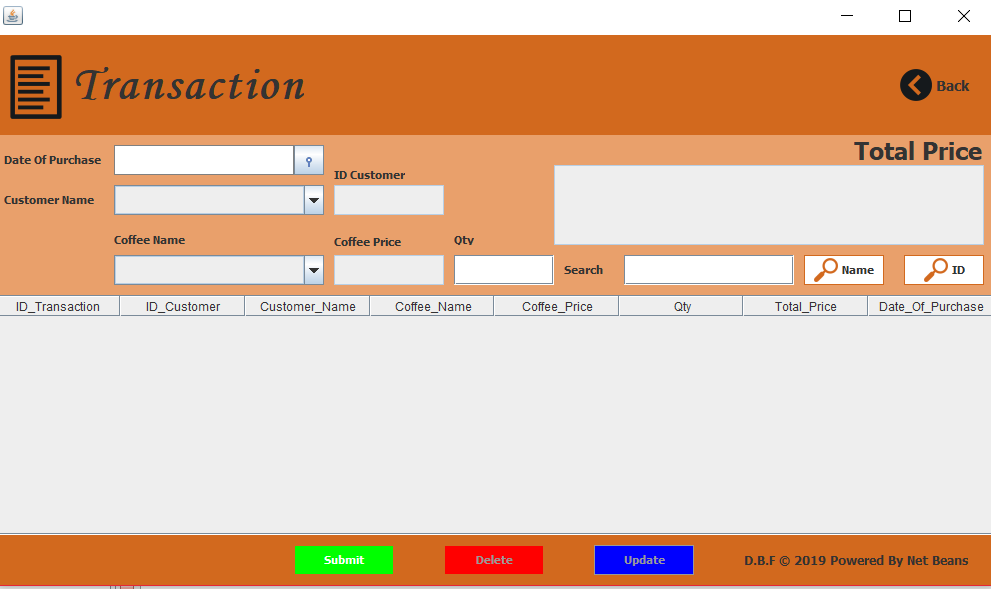 Transaction
Back
Total Price
Date Of Purchase
ID Customer
Customer Name
Coffee Name
Coffee Price
Qty
Search
Name
ID
ID_Transaction ID_Customer Customer_Name Coffee_Name Coffee_Price Qty Total_Price Date_Of_Purchase
Submit Delete Update D.B.F © 2019 Powered By Net Beans